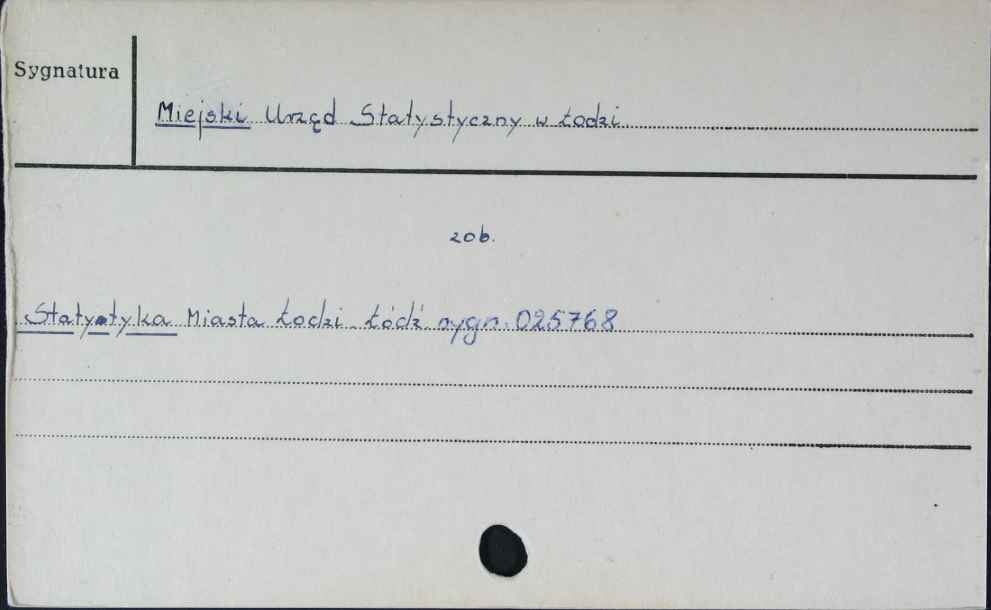 Sygnatura
Miejski Urząd Statystyczny w Łodzi
zob.
Statystyka Miasta Łodzi Łódź sygn. 025768